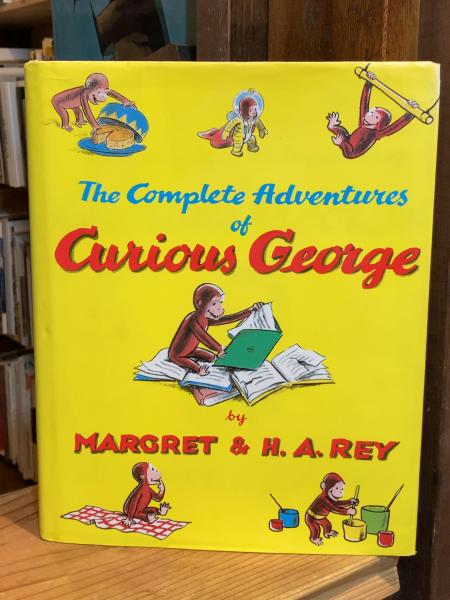 The Complete Adventures
of
Curious George
by
MARGRET & H. A. REY